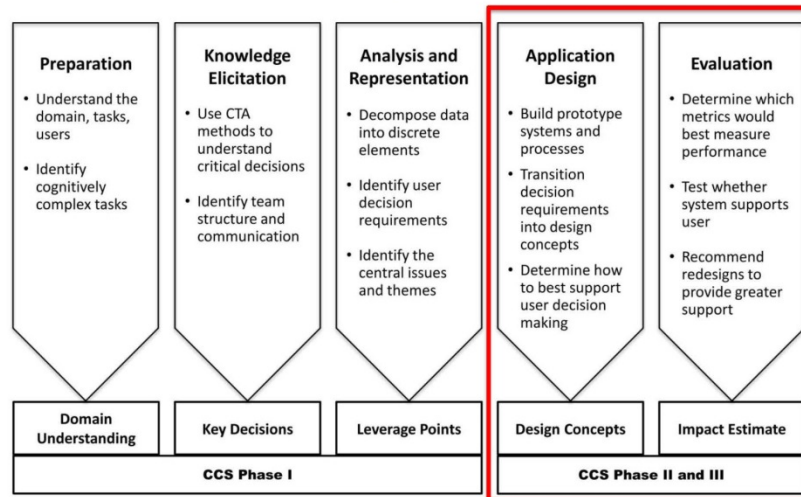 Preparation
• Understand the
domain, tasks,
users
• Identify
cognitively
complex tasks
Knowledge
Elicitation
• Use CTA
methods to
understand
critical decisions
• Identify team
structure and
communication
Analysis and
Representation
• Decompose data
into discrete
elements
• Identify user
decision
requirements
• Identify the
central issues
and themes
Application
Design
• Build prototype
systems and
processes
• Transition
decision
requirements
into design
concepts
• Determine how
to best support
user decision
making
Evaluation
• Determine which
metrics would
best measure
performance
• Test whether
system supports
user
• Recommend
redesigns to
provide greater
support
Domain
Understanding
Key Decisions
Leverage Points
Design Concepts
Impact Estimate
CCS Phase I
CCS Phase II and III